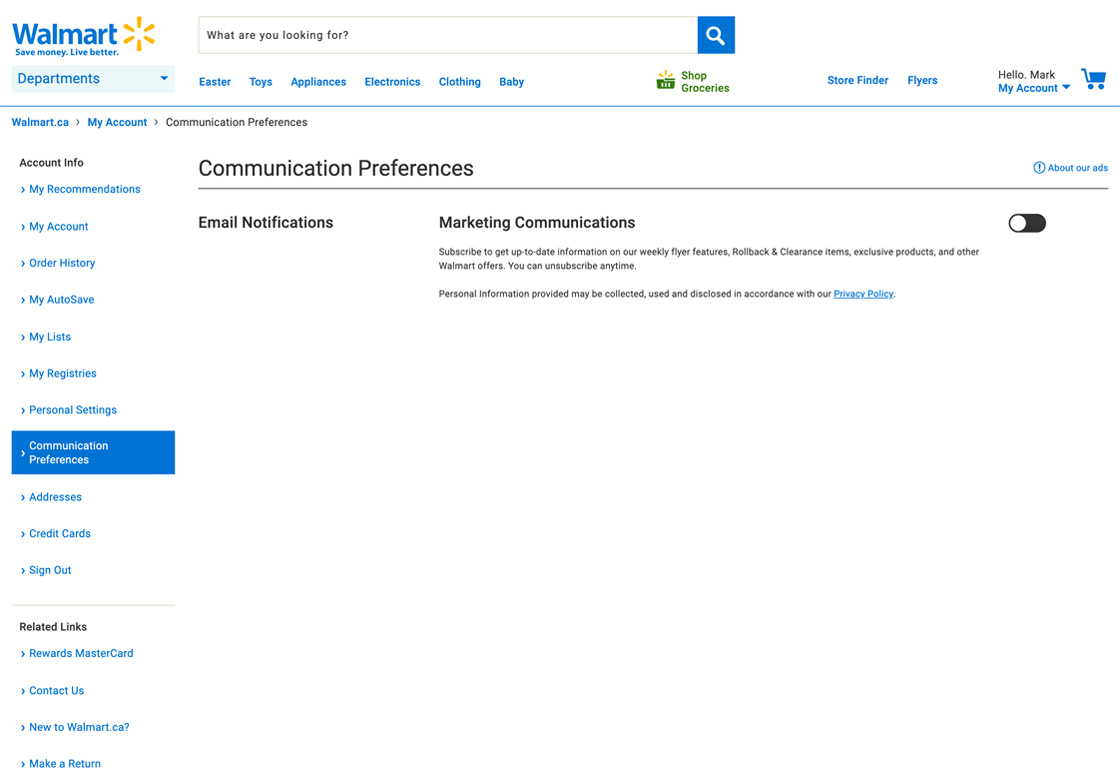 Walmart
Save money. Live better.
What are you looking for?
Departments
Easter Toys Appliances Electronics Clothing Baby
Shop
Groceries
Store Finder Flyers
Hello. Mark
My Account
Walmart.ca › My Account › Communication Preferences
Account Info
› My Recommendations
› My Account
› Order History
› My AutoSave
› My Lists
› My Registries
› Personal Settings
› Communication
Preferences
› Addresses
› Credit Cards
› Sign Out
Related Links
› Rewards MasterCard
› Contact Us
› New to Walmart.ca?
› Make a Return
Communication Preferences
About our ads
Email Notifications
Marketing Communications
Subscribe to get up-to-date information on our weekly flyer features, Rollback & Clearance items, exclusive products, and other
Walmart offers. You can unsubscribe anytime.
Personal Information provided may be collected, used and disclosed in accordance with our Privacy Policy.